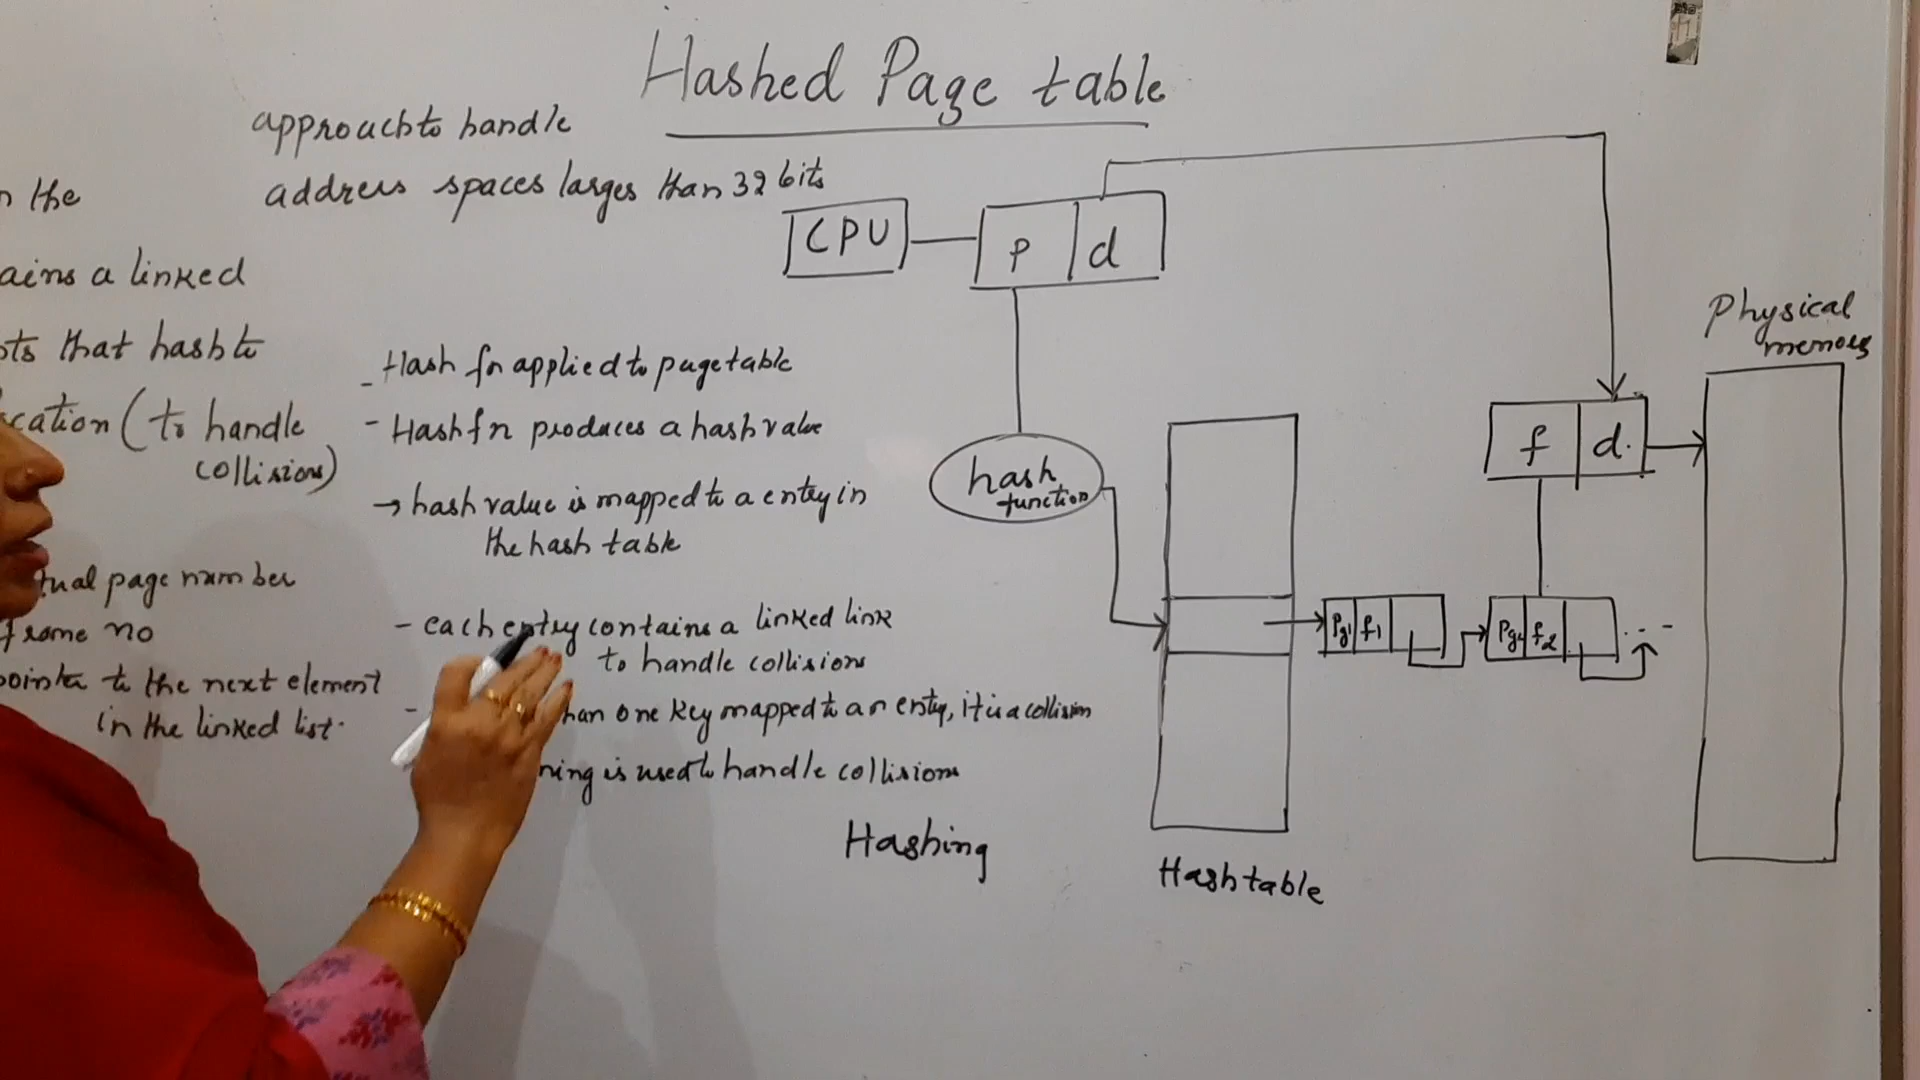 Hashed Page table
approach to handle
address spaces larges than 32 bits
n the
ains a linked
nts that hash to
cation (to handle
collisions)
tual page number
frame no
pointer to the next element
in the linked list.
- Hash fn applied to page table
- Hash fn produces a hash value
→ hash value is mapped to a entry in
the hash table
- each entry contains a linked link
to handle collisions
- han one key mapped to an entry, it is a collision
ning is used to handle collisions
Hashing
CPU
p d
hash
function
Hash table
Pg1 f1
Pg2 f2 . - -
f d.
Physical
memory